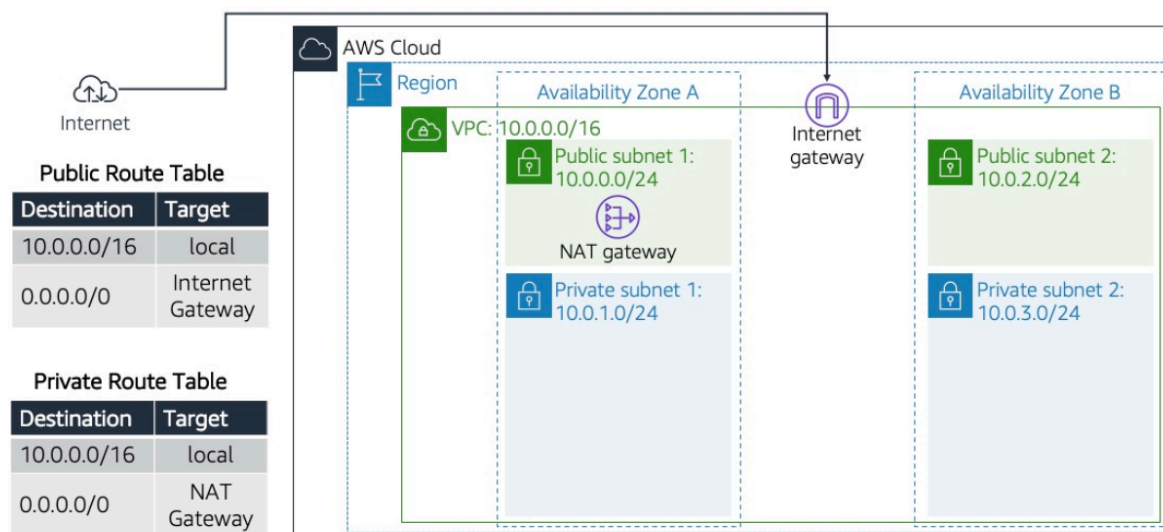 AWS Cloud
Internet
Region
Availability Zone A
Internet
gateway
Availability Zone B
VPC: 10.0.0.0/16
Public subnet 1:
10.0.0.0/24
NAT gateway
Public subnet 2:
10.0.2.0/24
Private subnet 1:
10.0.1.0/24
Private subnet 2:
10.0.3.0/24
Public Route Table
Destination Target
10.0.0.0/16 local
0.0.0.0/0 Internet
Gateway
Private Route Table
Destination Target
10.0.0.0/16 local
0.0.0.0/0 NAT
Gateway